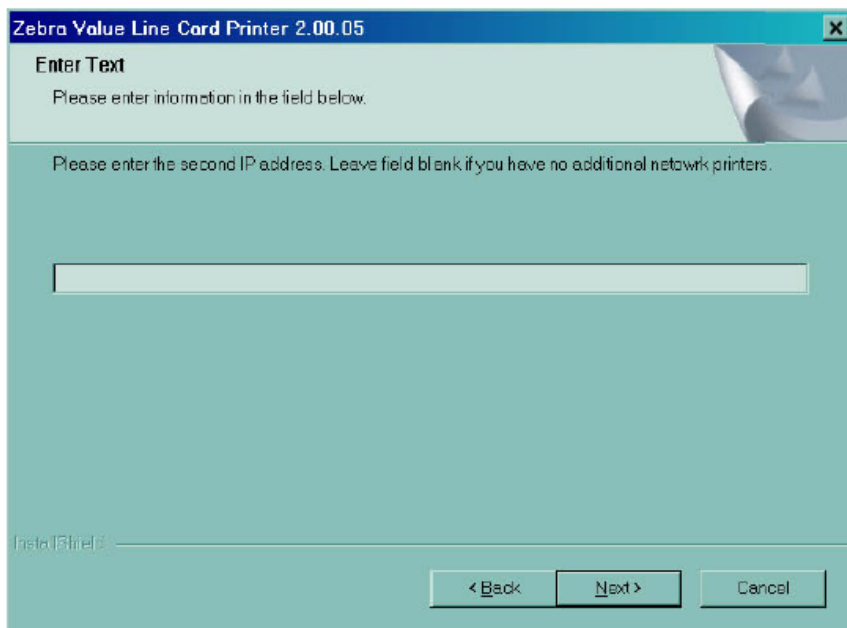 Zebra Value Line Card Printer 2.00.05
Enter Text
Please enter information in the field below.
Please enter the second IP address. Leave field blank if you have no additional netowrk printers.
InstallShield
< Back
Next >
Cancel